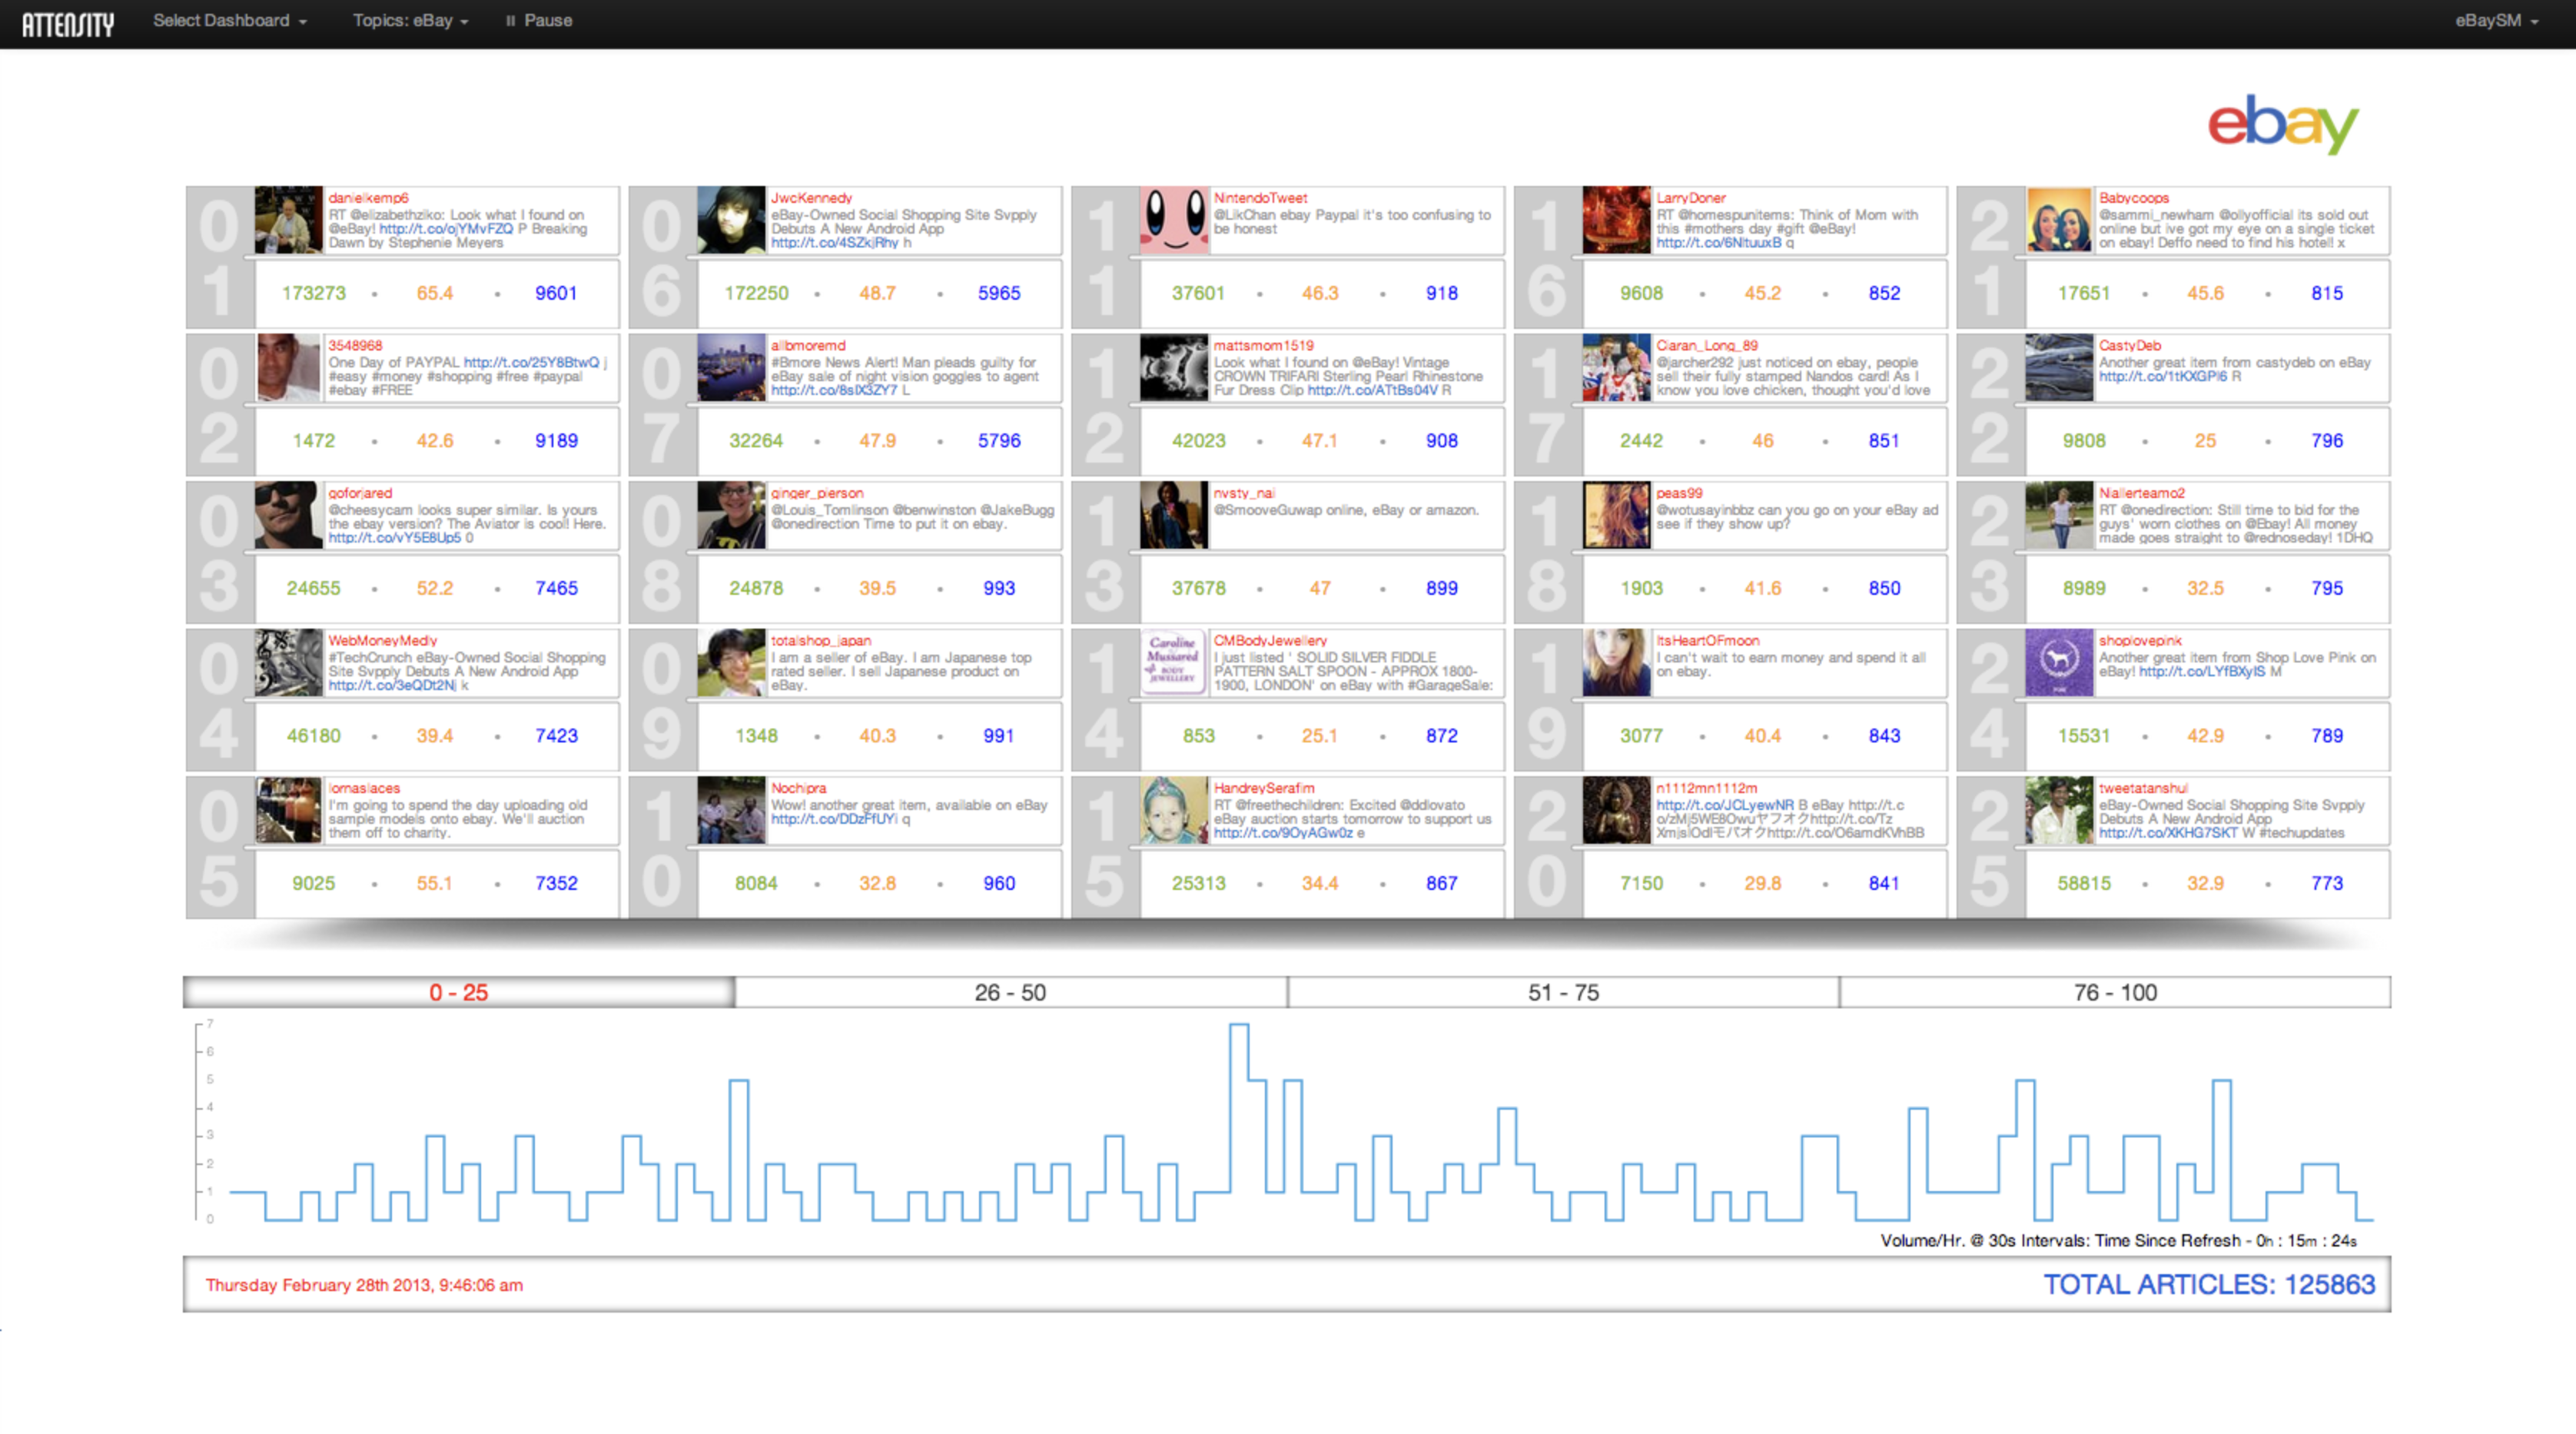 ATTENSITY Select Dashboard Topics: eBay Pause eBaySM
ebay
01
danielkemp6
RT @elizabethziko: Look what I found on
@eBay! http://t.co/ojYMvFZQ P Breaking
Dawn by Stephenie Meyers
173273 • 65.4 • 9601
06
JwcKennedy
eBay-Owned Social Shopping Site Svpply
Debuts A New Android App
http://t.co/4SZkjRhy h
172250 • 48.7 • 5965
11
NintendoTweet
@LikChan ebay Paypal it's too confusing to
be honest
37601 • 46.3 • 918
16
LarryDoner
RT @homespunitems: Think of Mom with
this #mothers day #gift @eBay!
http://t.co/6NltuuxB q
9608 • 45.2 • 852
21
Babycoops
@sammi_newham @ollyofficial its sold out
online but ive got my eye on a single ticket
on ebay! Deffo need to find his hotel! x
17651 • 45.6 • 815
02
3548968
One Day of PAYPAL http://t.co/25Y8BtwQ j
#easy #money #shopping #free #paypal
#ebay #FREE
1472 • 42.6 • 9189
07
allbmoremd
#Bmore News Alert! Man pleads guilty for
eBay sale of night vision goggles to agent
http://t.co/8slX3ZY7 L
32264 • 47.9 • 5796
12
mattsmom1519
Look what I found on @eBay! Vintage
CROWN TRIFARI Sterling Pearl Rhinestone
Fur Dress Clip http://t.co/ATtBs04V R
42023 • 47.1 • 908
17
Ciaran_Long_89
@jarcher292 just noticed on ebay, people
sell their fully stamped Nandos card! As I
know you love chicken, thought you'd love
2442 • 46 • 851
22
CastyDeb
Another great item from castydeb on eBay
http://t.co/1tKXGPl6 R
9808 • 25 • 796
03
goforjared
@cheesycam looks super similar. Is yours
the ebay version? The Aviator is cool! Here.
http://t.co/vY5E8Up5 0
24655 • 52.2 • 7465
08
ginger_pierson
@Louis_Tomlinson @benwinston @JakeBugg
@onedirection Time to put it on ebay.
24878 • 39.5 • 993
13
nvsty_nai
@SmooveGuwap online, eBay or amazon.
37678 • 47 • 899
18
peas99
@wotusayinbbz can you go on your eBay ad
see if they show up?
1903 • 41.6 • 850
23
Niallerteamo2
RT @onedirection: Still time to bid for the
guys' worn clothes on @Ebay! All money
made goes straight to @rednoseday! 1DHQ
8989 • 32.5 • 795
04
WebMoneyMedly
#TechCrunch eBay-Owned Social Shopping
Site Svpply Debuts A New Android App
http://t.co/3eQDt2Nj k
46180 • 39.4 • 7423
09
totalshop_japan
I am a seller of eBay. I am Japanese top
rated seller. I sell Japanese product on
eBay.
1348 • 40.3 • 991
14
Caroline
Mussared
BODY
JEWELLERY
CMBodyJewellery
I just listed ' SOLID SILVER FIDDLE
PATTERN SALT SPOON - APPROX 1800-
1900, LONDON' on eBay with #GarageSale:
853 • 25.1 • 872
19
ItsHeartOFmoon
I can't wait to earn money and spend it all
on ebay.
3077 • 40.4 • 843
24
PINK
shoplovepink
Another great item from Shop Love Pink on
eBay! http://t.co/LYfBXylS M
15531 • 42.9 • 789
05
lornaslaces
I'm going to spend the day uploading old
sample models onto ebay. We'll auction
them off to charity.
9025 • 55.1 • 7352
10
Nochipra
Wow! another great item, available on eBay
http://t.co/DDzFfUYi q
8084 • 32.8 • 960
15
HandreySerafim
RT @freethechildren: Excited @ddlovato
eBay auction starts tomorrow to support us
http://t.co/9OyAGw0z e
25313 • 34.4 • 867
20
n1112mn1112m
http://t.co/JCLyewNR B eBay http://t.c
o/zMj5WE8Owuヤフオクhttp://t.co/Tz
XmjslOdlモバオクhttp://t.co/O6amdKVhBB
7150 • 29.8 • 841
25
tweetatanshul
eBay-Owned Social Shopping Site Svpply
Debuts A New Android App
http://t.co/XKHG7SKT W #techupdates
58815 • 32.9 • 773
0 - 25 26 - 50 51 - 75 76 - 100
7
6
5
4
3
2
1
0
Volume/Hr. @ 30s Intervals: Time Since Refresh - 0h : 15m : 24s
Thursday February 28th 2013, 9:46:06 am TOTAL ARTICLES: 125863